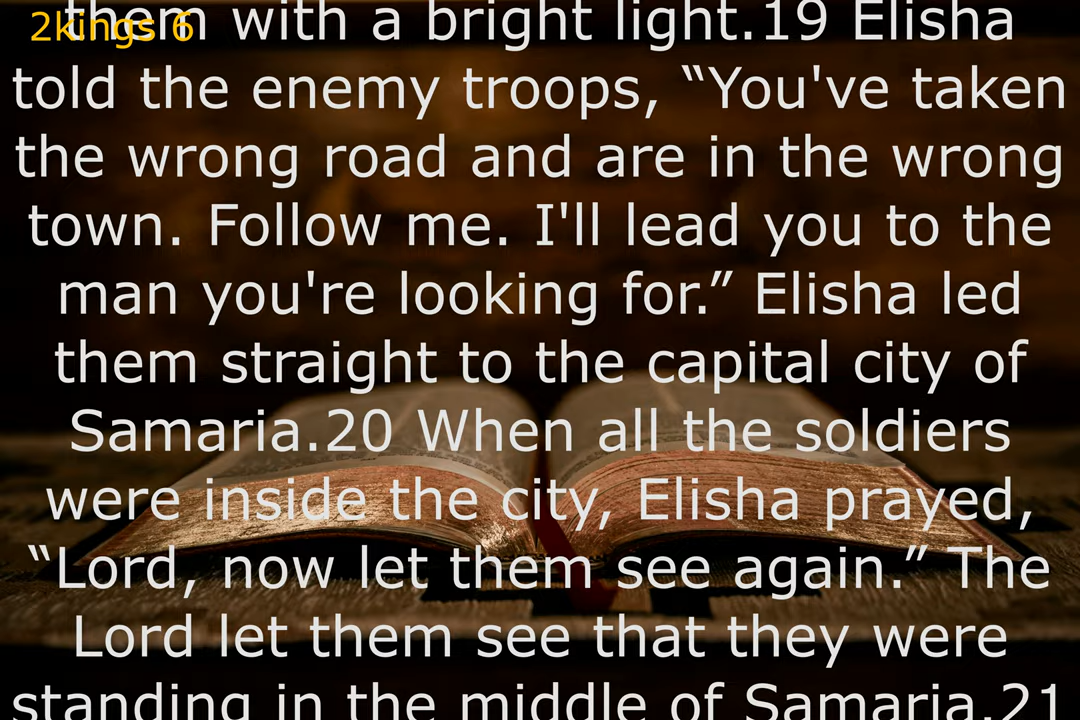 2kings 6
them with a bright light.19 Elisha
told the enemy troops, “You've taken
the wrong road and are in the wrong
town. Follow me. I'll lead you to the
man you're looking for.” Elisha led
them straight to the capital city of
Samaria.20 When all the soldiers
were inside the city, Elisha prayed,
“Lord, now let them see again.” The
Lord let them see that they were
standing in the middle of Samaria.21